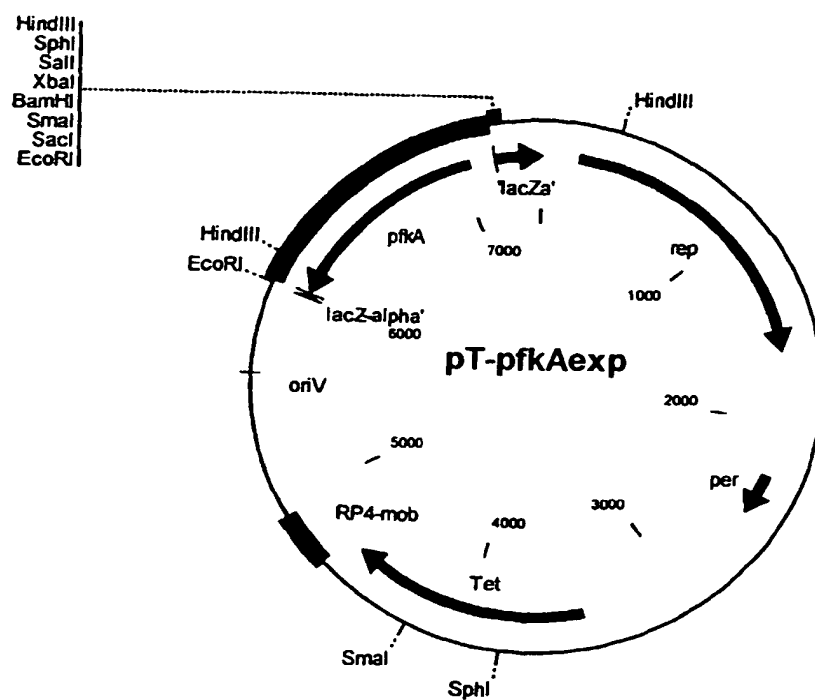 HindIII
SphI
SalI
XbaI
BamHI
SmaI
SacI
EcoRI
HindIII
'lacZa'
HindIII
EcoRI
pfkA
7000
rep
1000
lacZ-alpha'
6000
pT-pfkAexp
oriV
2000
5000
per
RP4-mob
4000
3000
Tet
SmaI
SphI